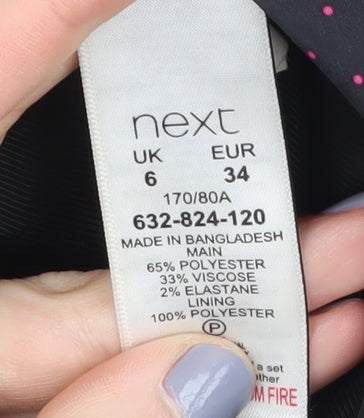 next
UK EUR
6 34
170/80A
632-824-120
MADE IN BANGLADESH
MAIN
65% POLYESTER
33% VISCOSE
2% ELASTANE
LINING
100% POLYESTER
P
a set
FIRE